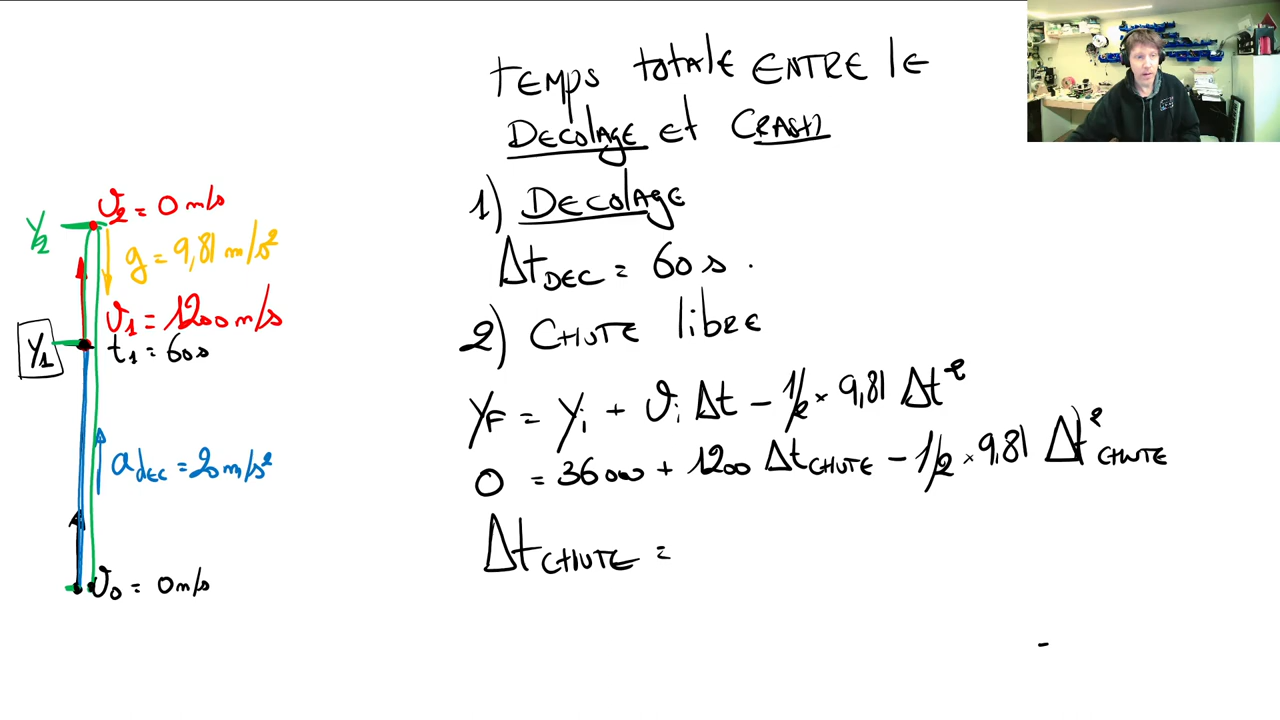 TEMPS TOTALE ENTRE LE
DECOLAGE ET CRASH
1) DECOLAGE
Δt_DEC = 60 s.
2) CHUTE LIBRE
y_F = y_i + v_i Δt - 1/2 × 9,81 Δt²
0 = 36000 + 1200 Δt_CHUTE - 1/2 × 9,81 Δt²_CHUTE
Δt_CHUTE =
v_2 = 0 m/s
y_2
g = 9,81 m/s²
v_1 = 1200 m/s
y_1
t_1 = 60s
a_DEC = 20 m/s²
v_0 = 0 m/s